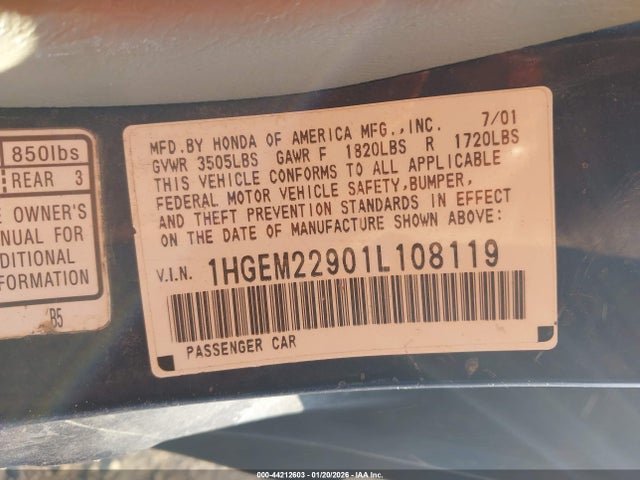 850lbs
REAR 3
E OWNER'S
ANUAL FOR
DITIONAL
FORMATION
B5
MFD.BY HONDA OF AMERICA MFG.,INC. 7/01
GVWR 3505LBS GAWR F 1820LBS R 1720LBS
THIS VEHICLE CONFORMS TO ALL APPLICABLE
FEDERAL MOTOR VEHICLE SAFETY,BUMPER,
AND THEFT PREVENTION STANDARDS IN EFFECT
ON THE DATE OF MANUFACTURE SHOWN ABOVE:
V.I.N. 1HGEM22901L108119
PASSENGER CAR
000-44212603 - 01/20/2026 - IAA Inc.